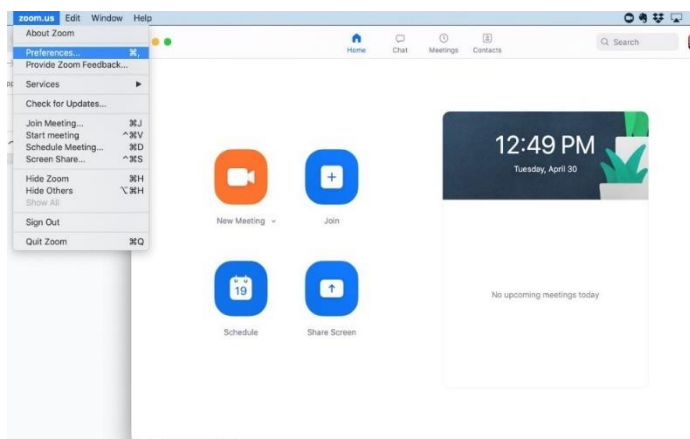 zoom.us Edit Window Help
About Zoom
Preferences... ⌘,
Provide Zoom Feedback...
Services
Check for Updates...
Join Meeting... ⌘J
Start meeting ^⌘V
Schedule Meeting... ⌘D
Screen Share... ^⌘S
Hide Zoom ⌘H
Hide Others ⌥⌘H
Show All
Sign Out
Quit Zoom ⌘Q
Home Chat Meetings Contacts
Search
New Meeting
Join
19
Schedule
Share Screen
12:49 PM
Tuesday, April 30
No upcoming meetings today